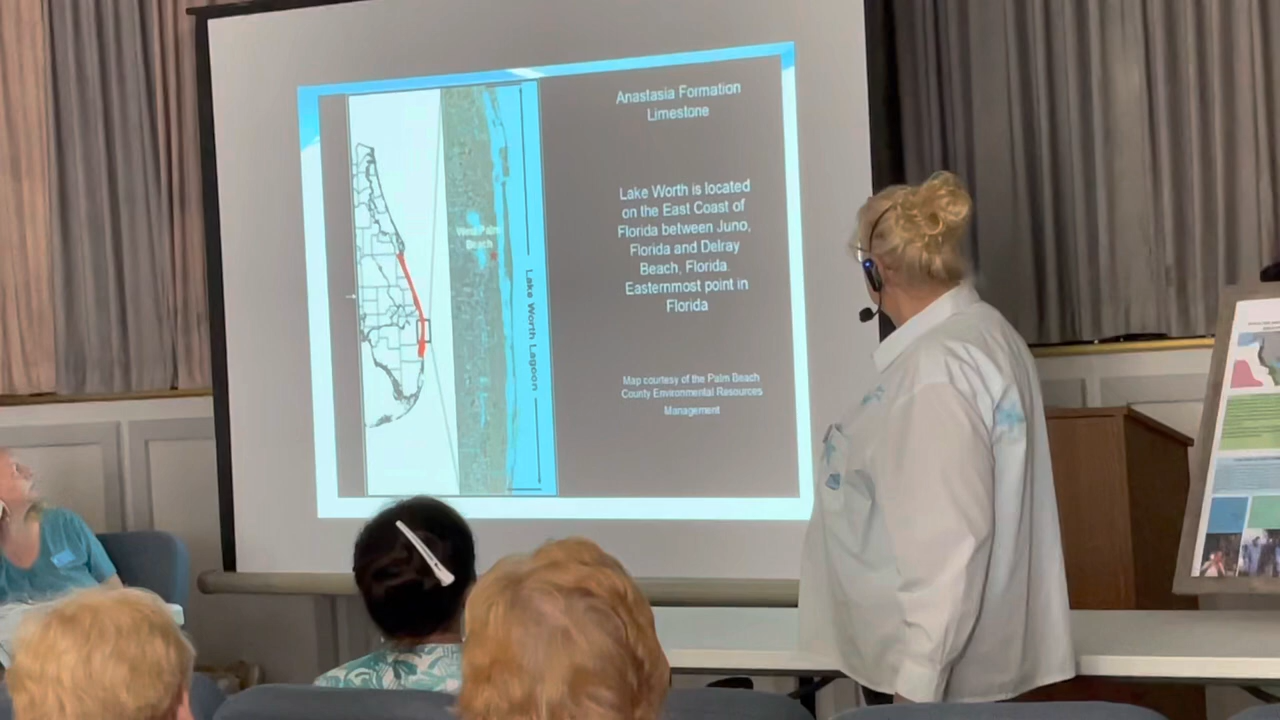 Anastasia Formation
Limestone
Lake Worth is located
on the East Coast of
Florida between Juno,
Florida and Delray
Beach, Florida.
Easternmost point in
Florida
Map courtesy of the Palm Beach
County Environmental Resources
Management
West Palm
Beach
Lake Worth Lagoon